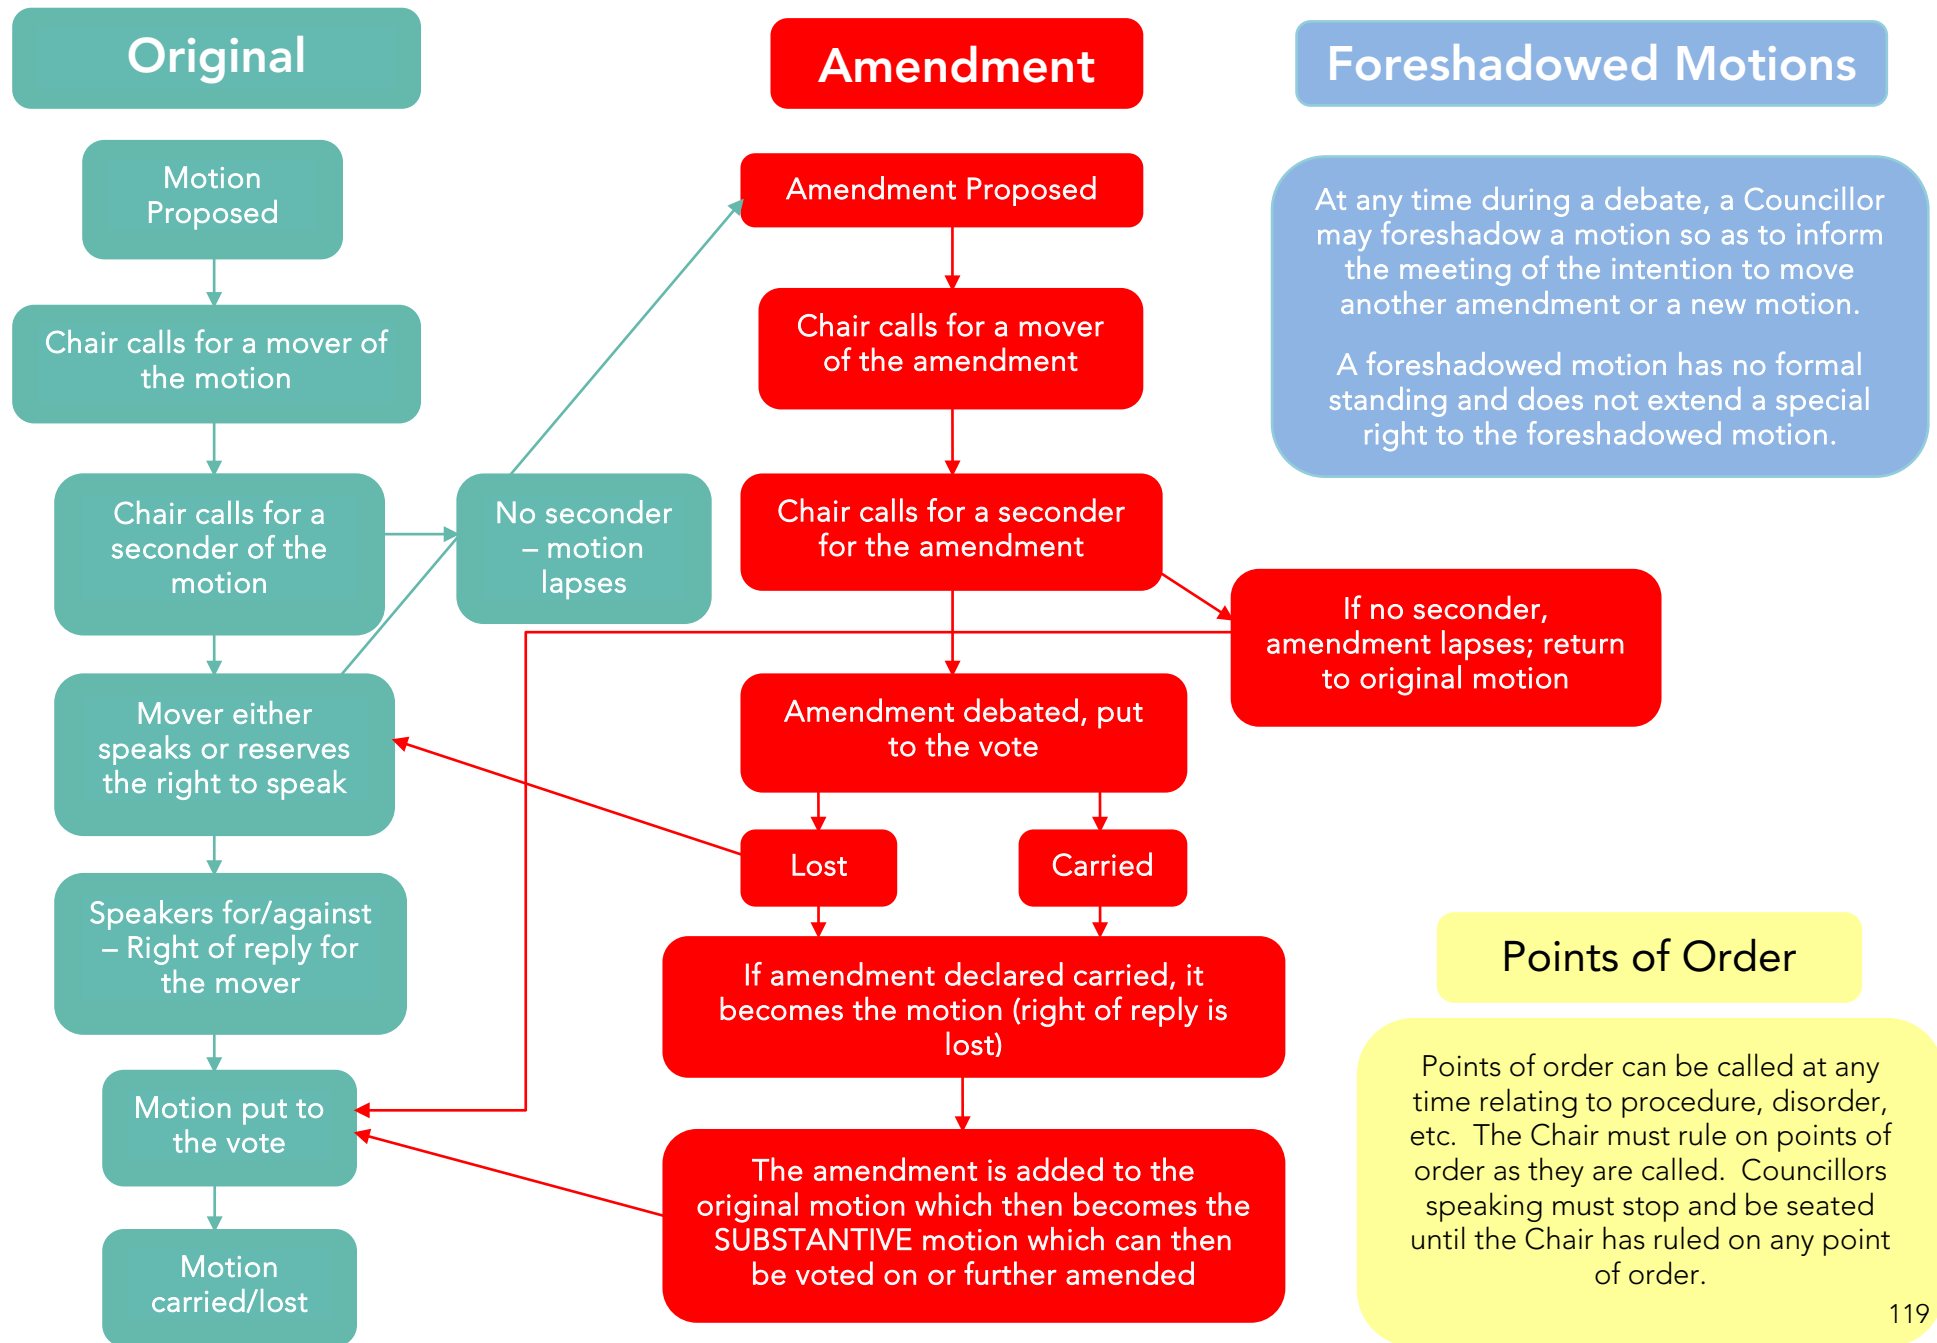 Original
Motion
Proposed
Chair calls for a mover of
the motion
Chair calls for a
seconder of the
motion
No seconder
– motion
lapses
Mover either
speaks or reserves
the right to speak
Speakers for/against
– Right of reply for
the mover
Motion put to
the vote
Motion
carried/lost
Amendment
Amendment Proposed
Chair calls for a mover
of the amendment
Chair calls for a seconder
for the amendment
If no seconder,
amendment lapses; return
to original motion
Amendment debated, put
to the vote
Lost
Carried
If amendment declared carried, it
becomes the motion (right of reply is
lost)
The amendment is added to the
original motion which then becomes the
SUBSTANTIVE motion which can then
be voted on or further amended
Foreshadowed Motions
At any time during a debate, a Councillor
may foreshadow a motion so as to inform
the meeting of the intention to move
another amendment or a new motion.
A foreshadowed motion has no formal
standing and does not extend a special
right to the foreshadowed motion.
Points of Order
Points of order can be called at any
time relating to procedure, disorder,
etc.  The Chair must rule on points of
order as they are called.  Councillors
speaking must stop and be seated
until the Chair has ruled on any point
of order.
119